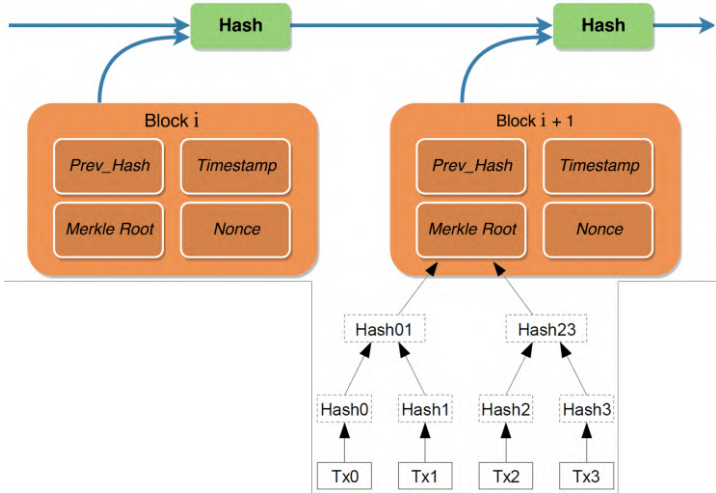 Hash
Hash
Block i
Prev_Hash
Timestamp
Merkle Root
Nonce
Block i + 1
Prev_Hash
Timestamp
Merkle Root
Nonce
Hash01
Hash23
Hash0
Hash1
Hash2
Hash3
Tx0
Tx1
Tx2
Tx3